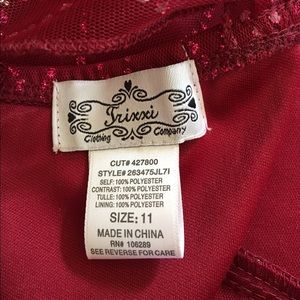 Trixxi
Clothing Company
CUT# 427800
STYLE# 263475JL7I
SELF: 100% POLYESTER
CONTRAST: 100% POLYESTER
TULLE: 100% POLYESTER
LINING: 100% POLYESTER
SIZE: 11
MADE IN CHINA
RN# 106289
SEE REVERSE FOR CARE